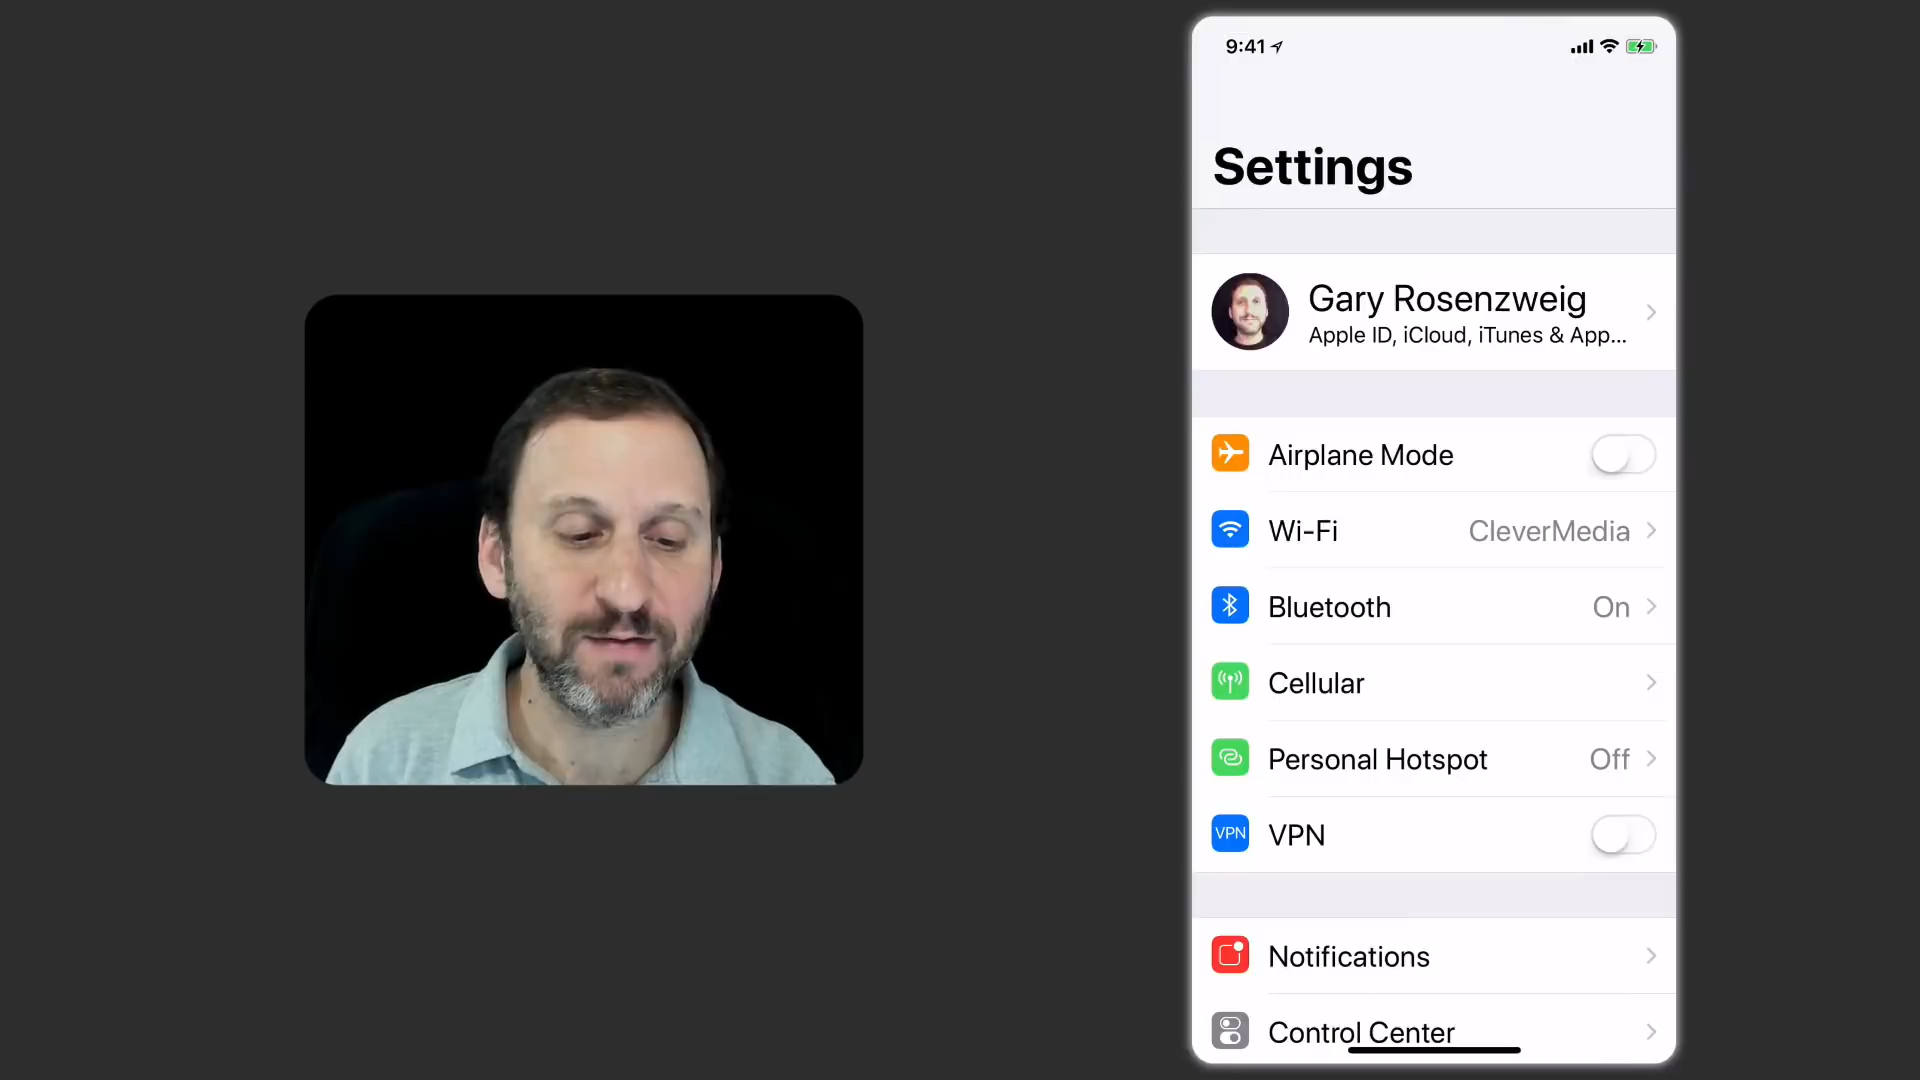 9:41
Settings
Gary Rosenzweig
Apple ID, iCloud, iTunes & App...
Airplane Mode
Wi-Fi CleverMedia
Bluetooth On
Cellular
Personal Hotspot Off
VPN VPN
Notifications
Control Center